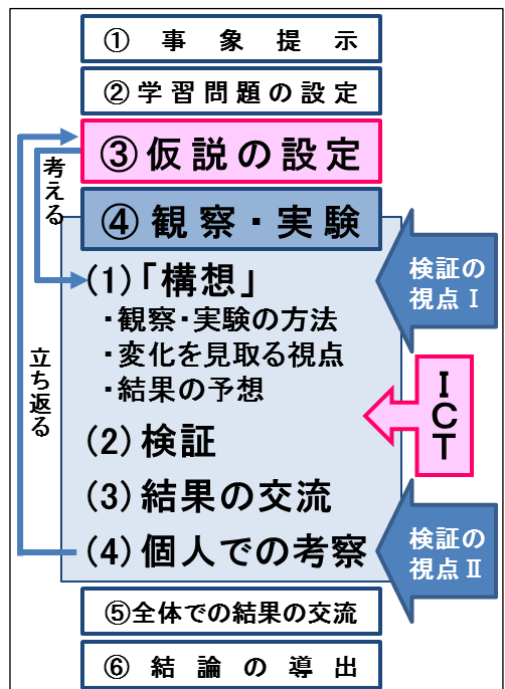 ① 事象提示
② 学習問題の設定
③ 仮説の設定
考える
④ 観察・実験
(1)「構想」
・観察・実験の方法
・変化を見取る視点
・結果の予想
検証の
視点Ⅰ
ICT
立ち返る
(2) 検証
(3) 結果の交流
(4) 個人での考察
検証の
視点Ⅱ
⑤全体での結果の交流
⑥ 結論の導出